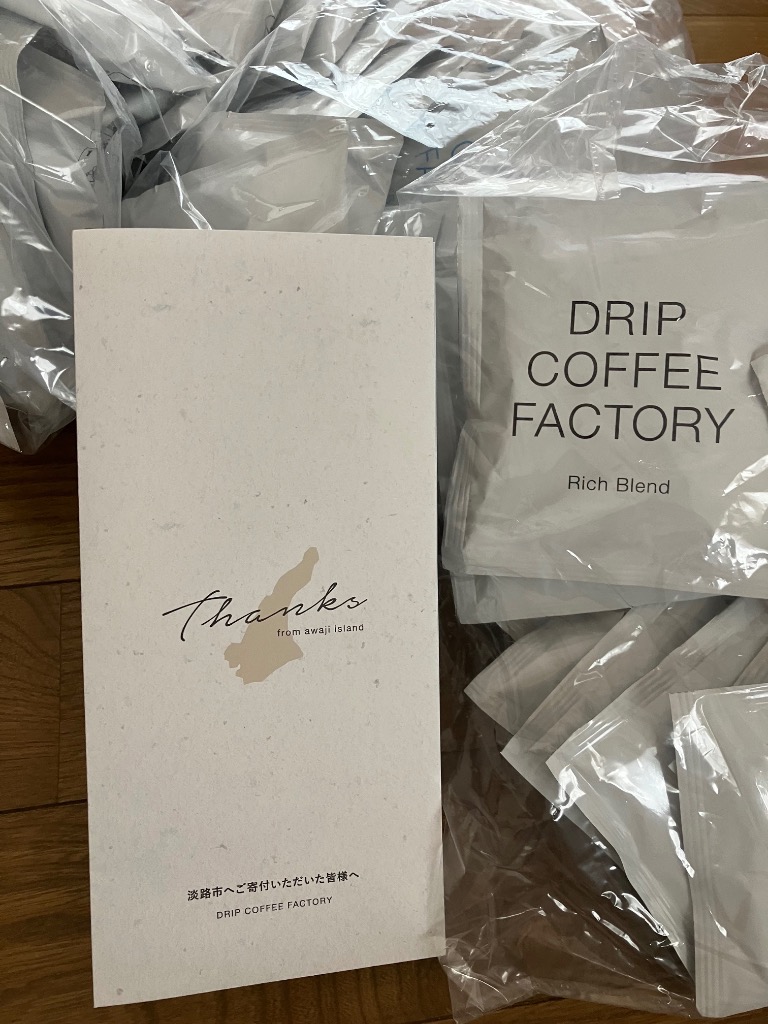 Thanks
from awaji island
淡路市へご寄付いただいた皆様へ
DRIP COFFEE FACTORY
DRIP
COFFEE
FACTORY
Rich Blend